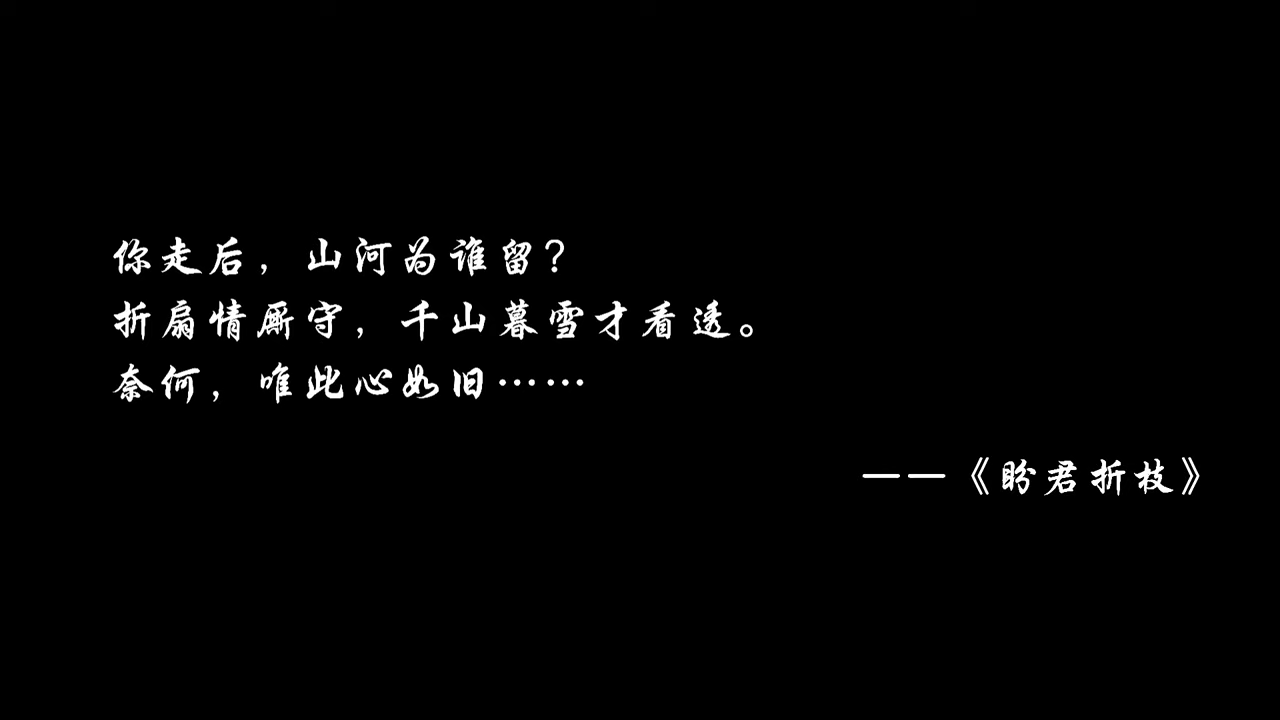 你走后，山河为谁留？
折扇情厮守，千山暮雪才看透。
奈何，唯此心如旧……
——《盼君折枝》